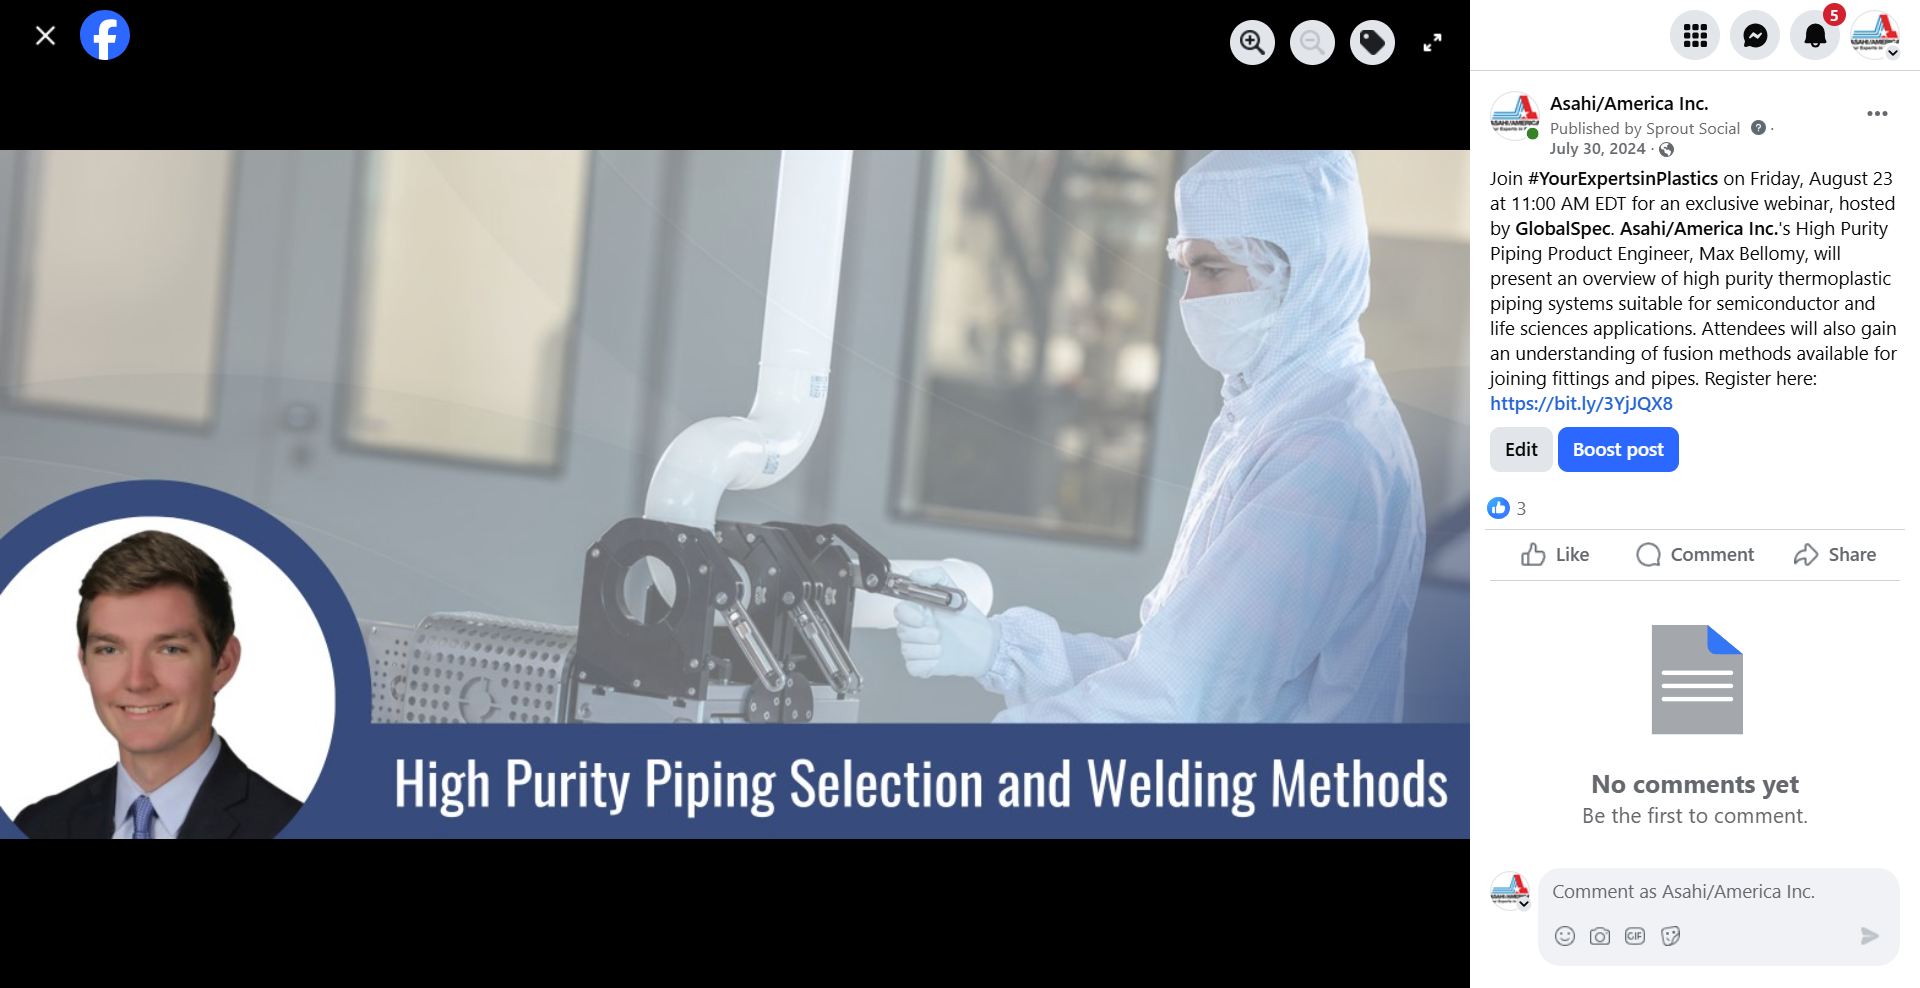 5
Asahi/America Inc.
Published by Sprout Social ·
July 30, 2024 ·
Join #YourExpertsinPlastics on Friday, August 23
at 11:00 AM EDT for an exclusive webinar, hosted
by GlobalSpec. Asahi/America Inc.'s High Purity
Piping Product Engineer, Max Bellomy, will
present an overview of high purity thermoplastic
piping systems suitable for semiconductor and
life sciences applications. Attendees will also gain
an understanding of fusion methods available for
joining fittings and pipes. Register here:
https://bit.ly/3YjJQX8
Edit Boost post
3
Like Comment Share
No comments yet
Be the first to comment.
Comment as Asahi/America Inc.
GIF
High Purity Piping Selection and Welding Methods